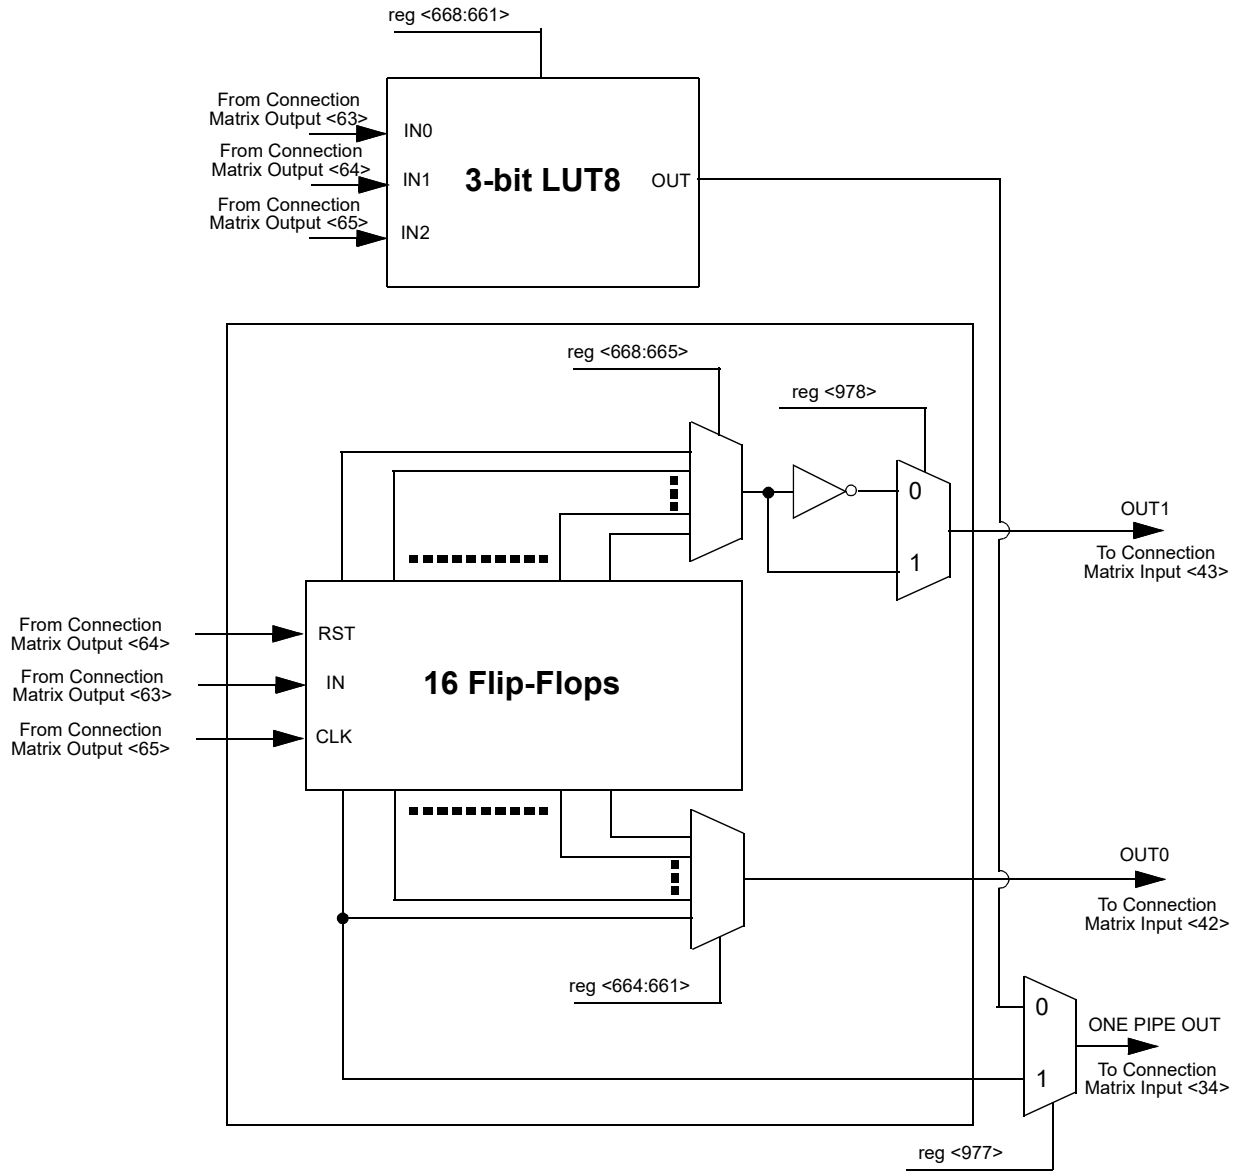 reg <668:661>
From Connection
Matrix Output <63>
IN0
From Connection
Matrix Output <64>
IN1
3-bit LUT8
OUT
From Connection
Matrix Output <65>
IN2
reg <668:665>
reg <978>
0
OUT1
To Connection
Matrix Input <43>
1
From Connection
Matrix Output <64>
RST
From Connection
Matrix Output <63>
IN
16 Flip-Flops
From Connection
Matrix Output <65>
CLK
OUT0
To Connection
Matrix Input <42>
reg <664:661>
0
ONE PIPE OUT
To Connection
Matrix Input <34>
1
reg <977>